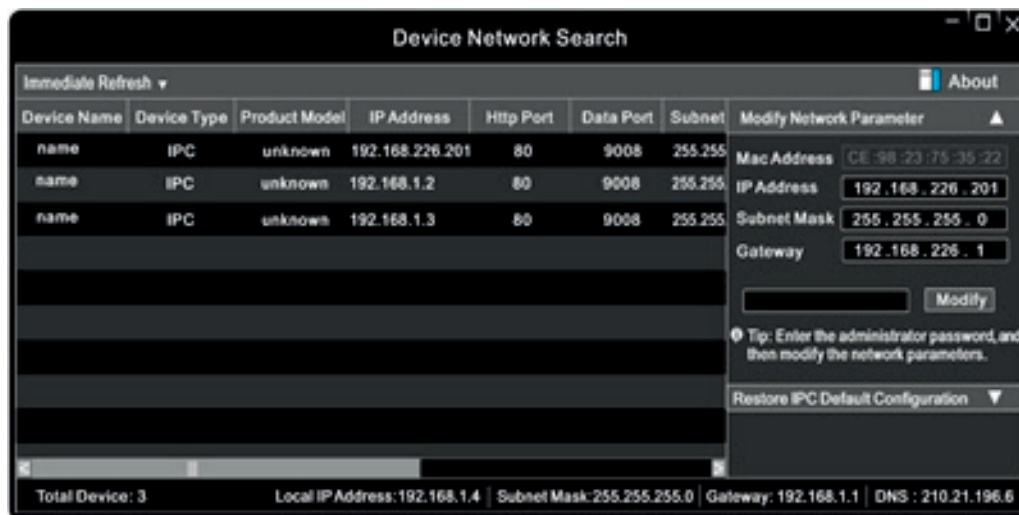 Device Network Search
Immediate Refresh
About
Device Name Device Type Product Model IP Address Http Port Data Port Subnet
name IPC unknown 192.168.226.201 80 9008 255.255
name IPC unknown 192.168.1.2 80 9008 255.255.
name IPC unknown 192.168.1.3 80 9008 255.255.
Modify Network Parameter
Mac Address CE:98:23:75:35:22
IP Address 192.168.226.201
Subnet Mask 255.255.255.0
Gateway 192.168.226.1
Modify
Tip: Enter the administrator password, and
then modify the network parameters.
Restore IPC Default Configuration
Total Device: 3 Local IP Address:192.168.1.4 Subnet Mask:255.255.255.0 Gateway: 192.168.1.1 DNS : 210.21.196.6